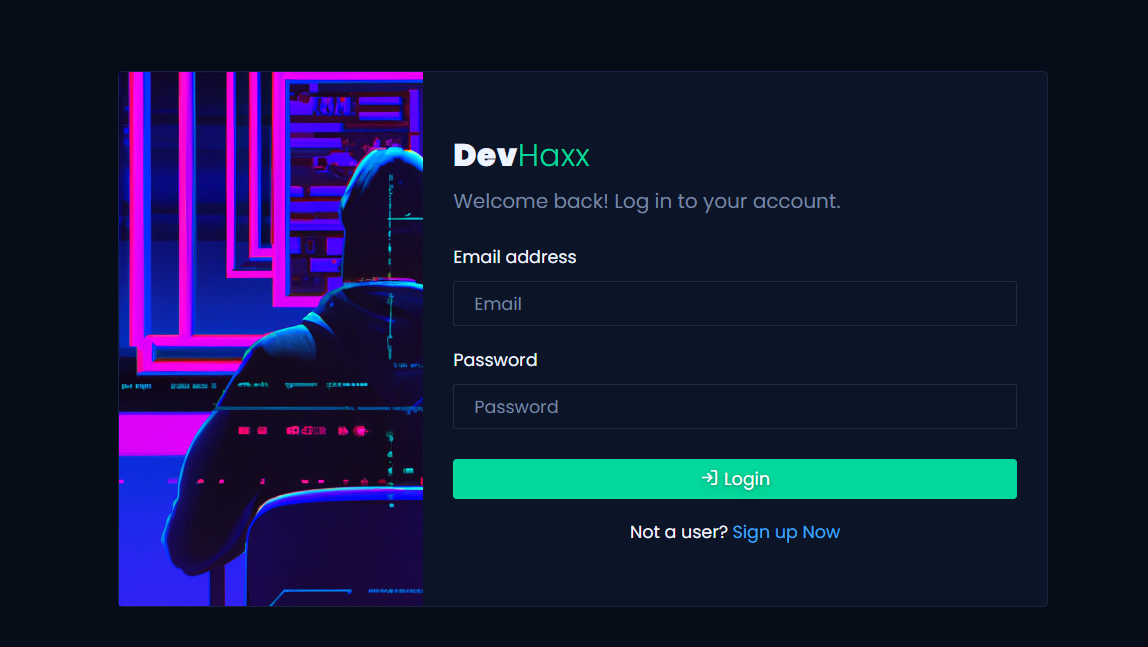 DevHaxx
Welcome back! Log in to your account.
Email address
Email
Password
Password
Login
Not a user? Sign up Now